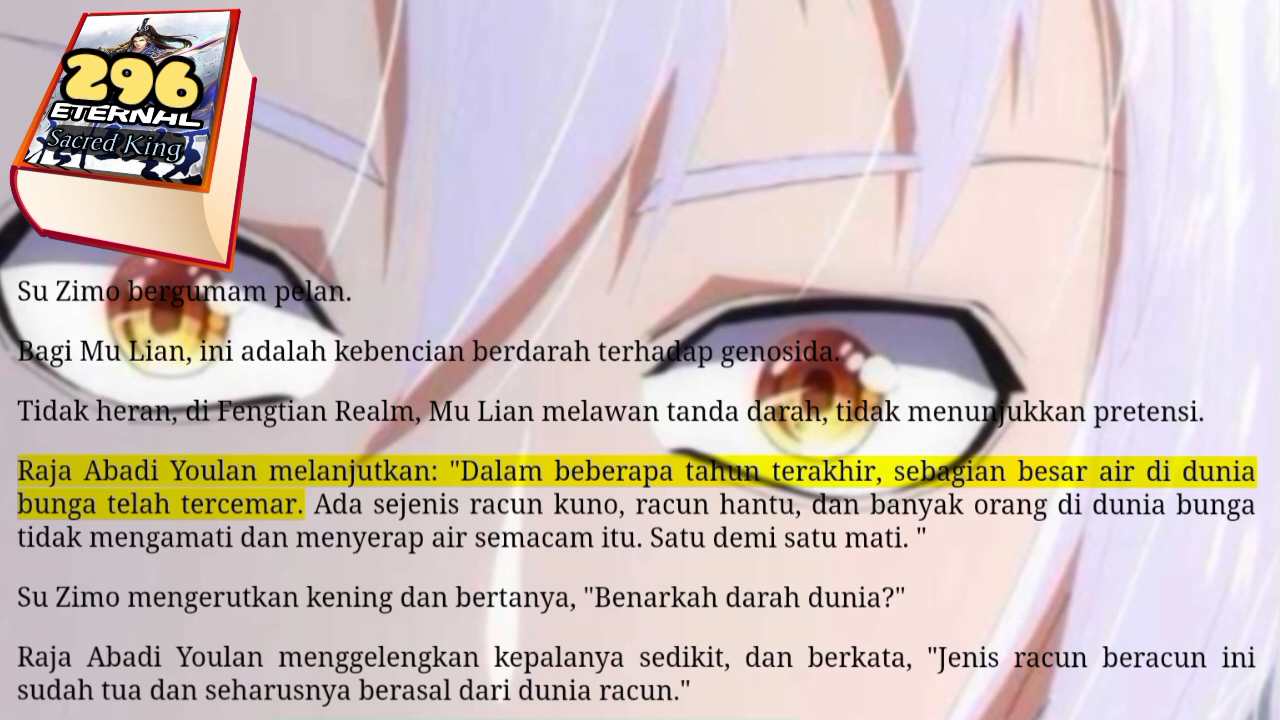 296
ETERNAL
Sacred King
Su Zimo bergumam pelan.
Bagi Mu Lian, ini adalah kebencian berdarah terhadap genosida.
Tidak heran, di Fengtian Realm, Mu Lian melawan tanda darah, tidak menunjukkan pretensi.
Raja Abadi Youlan melanjutkan: "Dalam beberapa tahun terakhir, sebagian besar air di dunia
bunga telah tercemar. Ada sejenis racun kuno, racun hantu, dan banyak orang di dunia bunga
tidak mengamati dan menyerap air semacam itu. Satu demi satu mati. "
Su Zimo mengerutkan kening dan bertanya, "Benarkah darah dunia?"
Raja Abadi Youlan menggelengkan kepalanya sedikit, dan berkata, "Jenis racun beracun ini
sudah tua dan seharusnya berasal dari dunia racun."